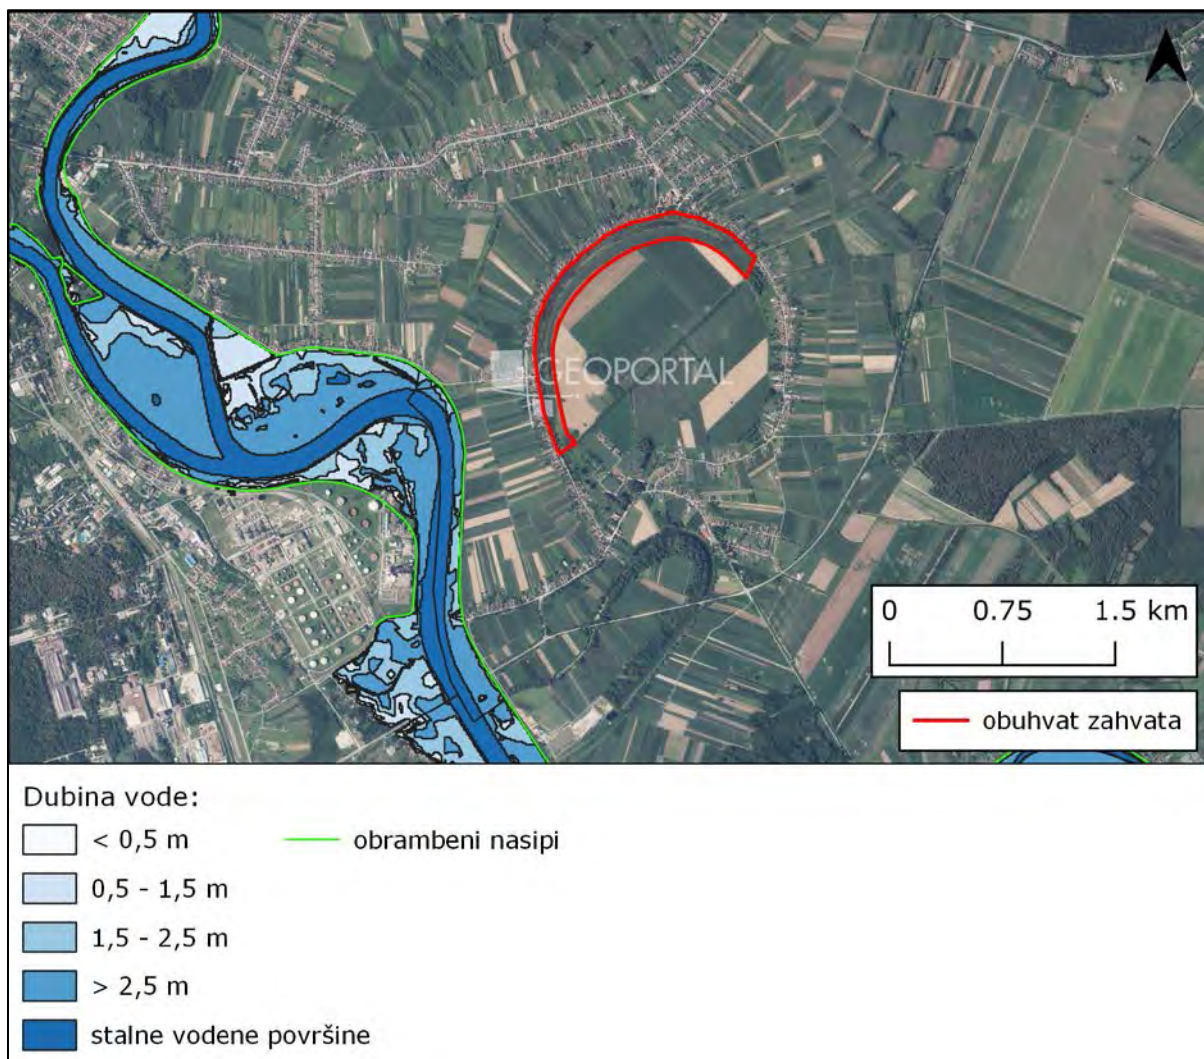 GEOPORTAL
0 0.75 1.5 km
obuhvat zahvata
Dubina vode:
< 0,5 m
obrambeni nasipi
0,5 - 1,5 m
1,5 - 2,5 m
> 2,5 m
stalne vodene površine